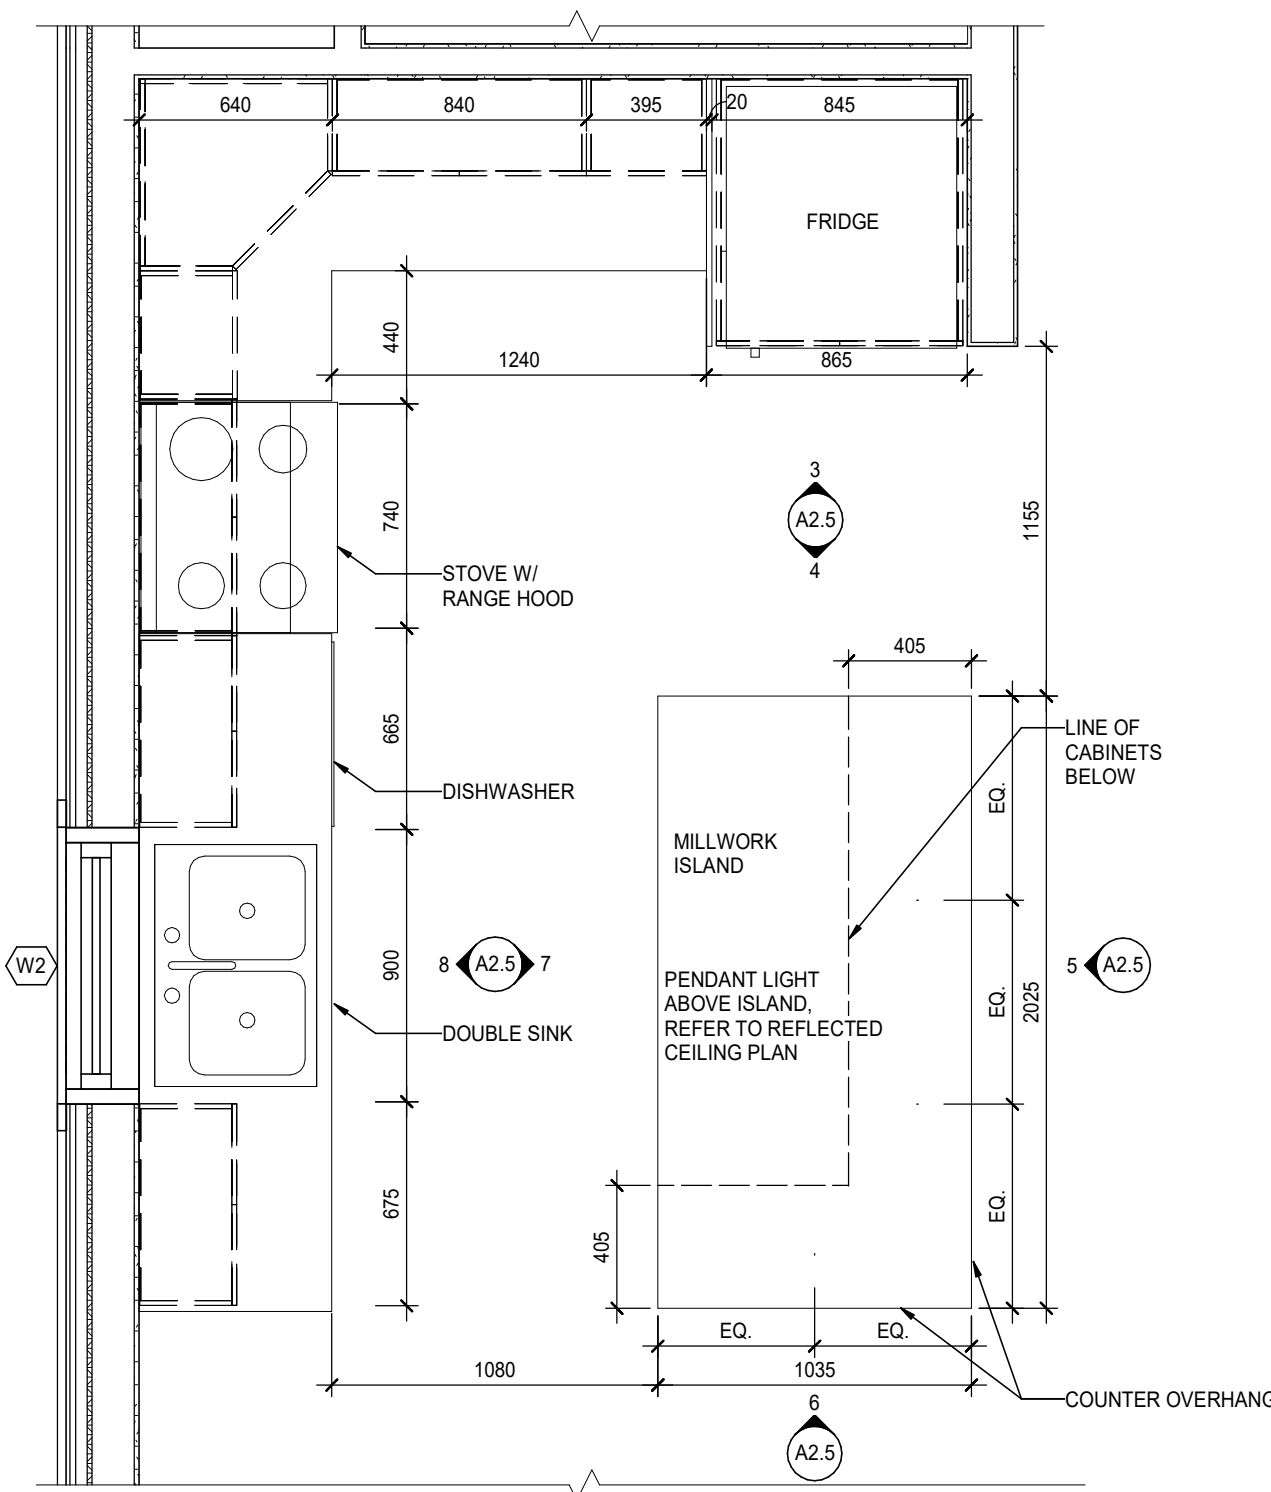 640
840
395
20
845
FRIDGE
440
1240
865
3
A2.5
4
1155
740
STOVE W/
RANGE HOOD
405
665
LINE OF
CABINETS
BELOW
DISHWASHER
EQ.
MILLWORK
ISLAND
W2
8
A2.5
7
900
5
A2.5
PENDANT LIGHT
ABOVE ISLAND,
REFER TO REFLECTED
CEILING PLAN
EQ.
2025
DOUBLE SINK
675
EQ.
405
EQ.
EQ.
1080
1035
COUNTER OVERHANG
6
A2.5